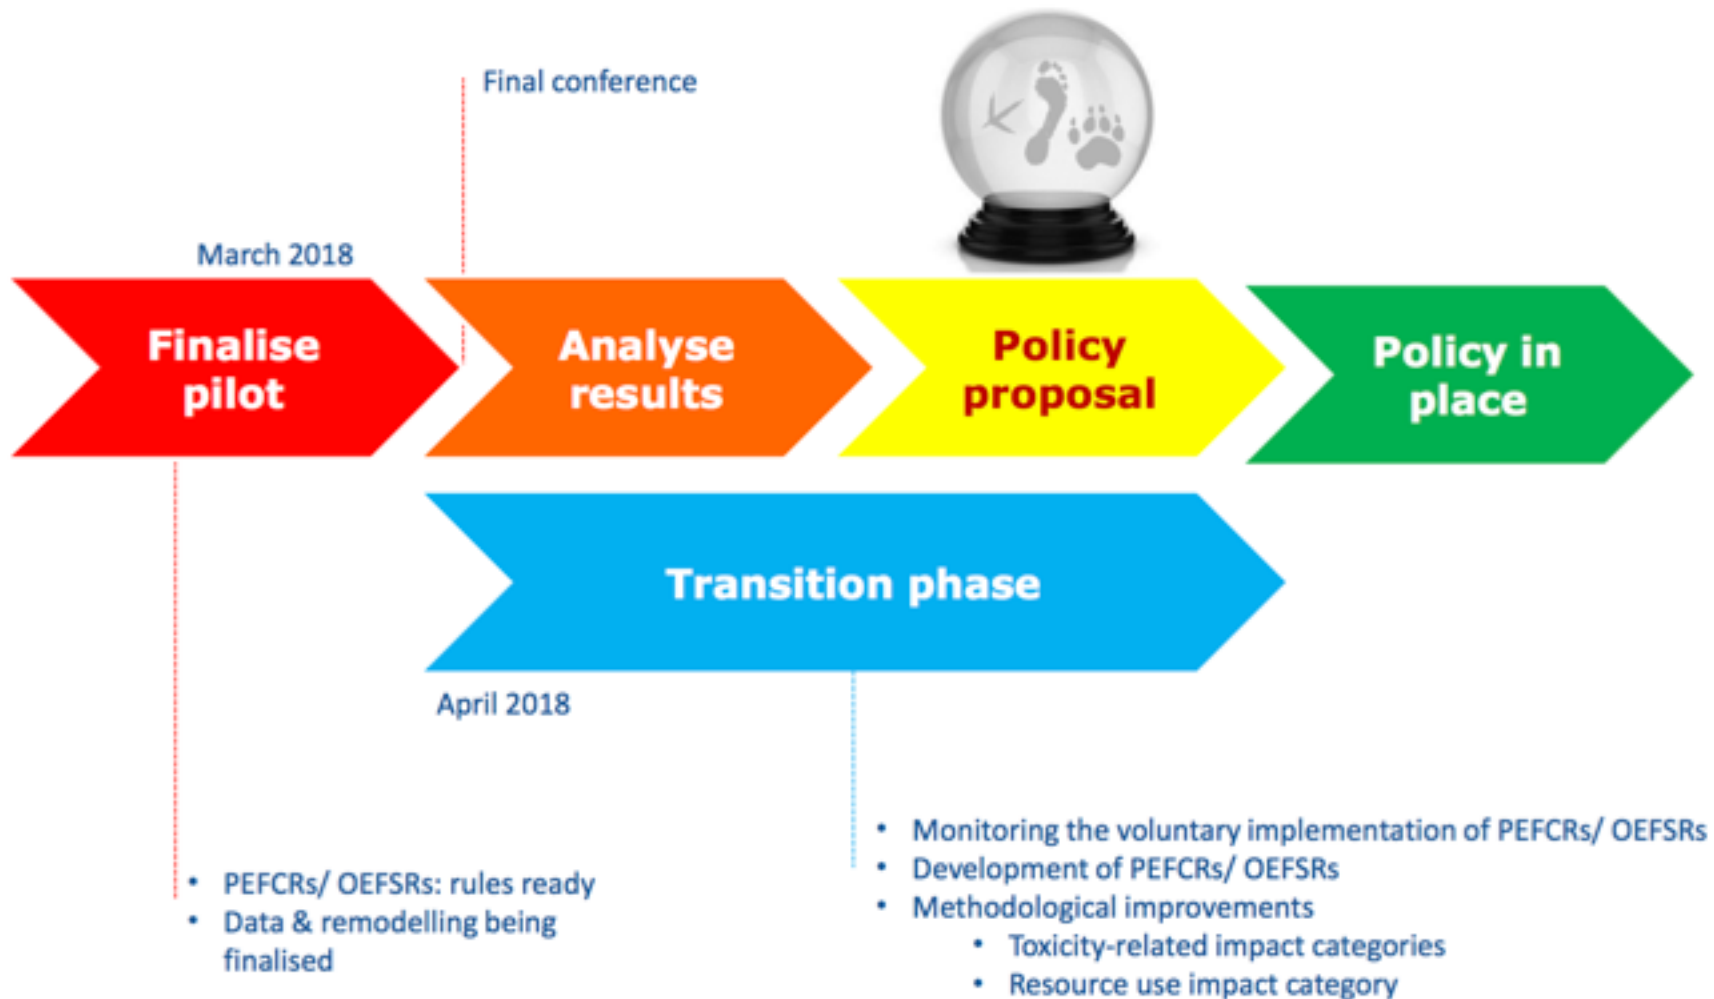 Final conference
March 2018
Finalise
pilot
Analyse
results
Policy
proposal
Policy in
place
Transition phase
April 2018
• PEFCRs/ OEFSRs: rules ready
• Data & remodelling being
finalised
• Monitoring the voluntary implementation of PEFCRs/ OEFSRs
• Development of PEFCRs/ OEFSRs
• Methodological improvements
• Toxicity-related impact categories
• Resource use impact category